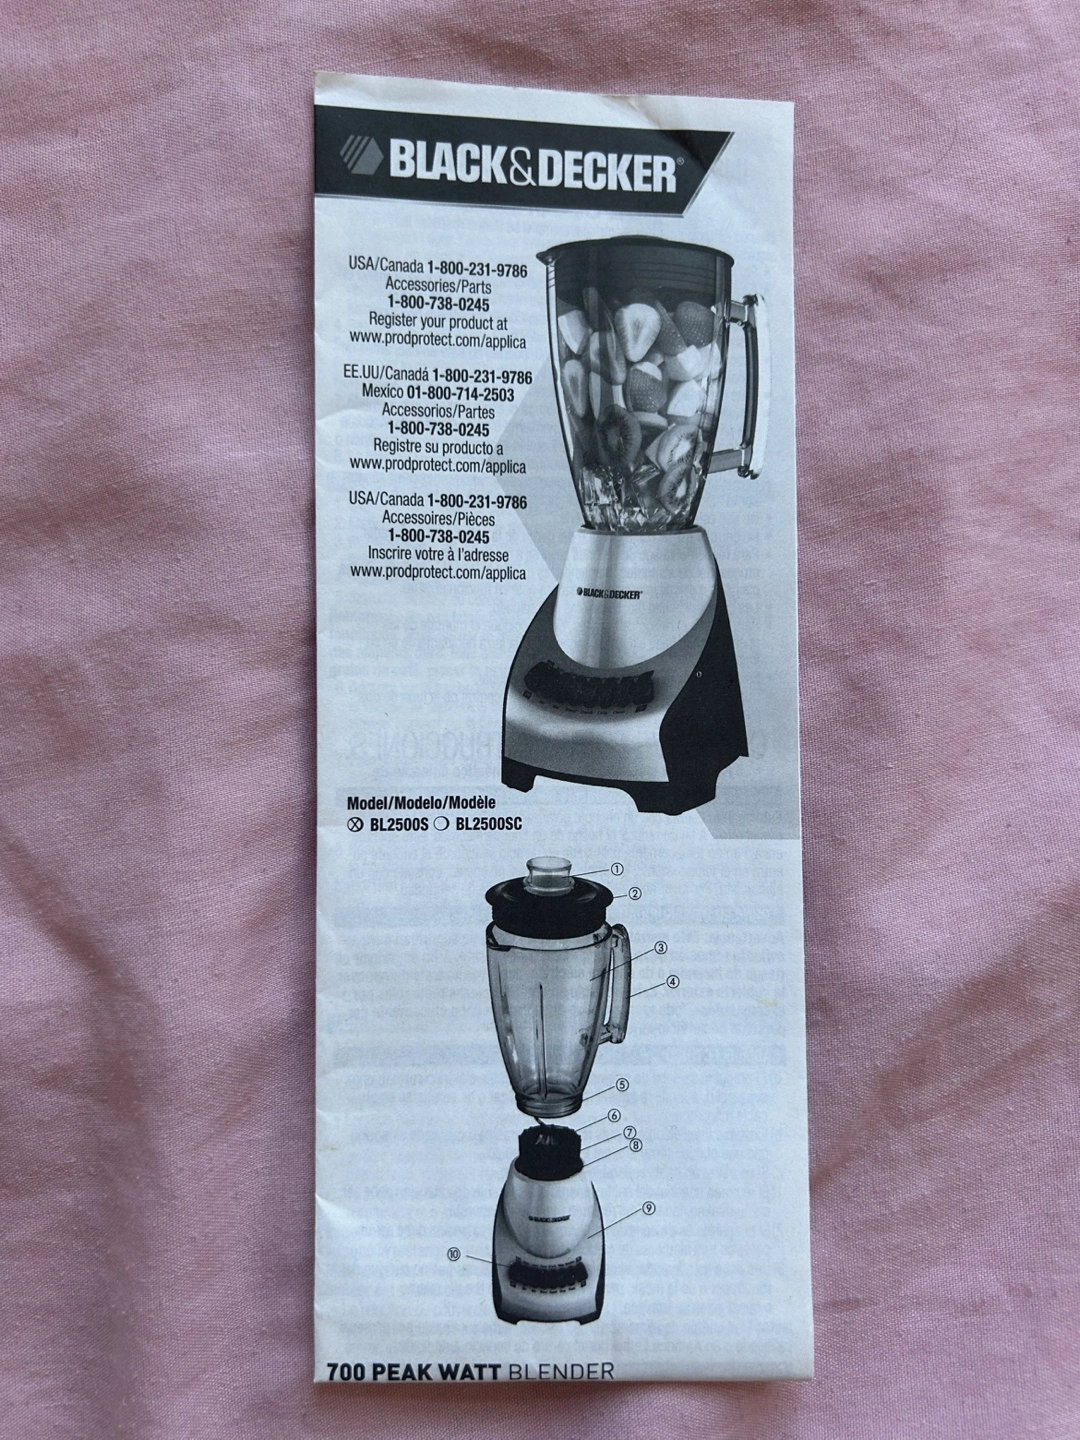 BLACK&DECKER®
USA/Canada 1-800-231-9786
Accessories/Parts
1-800-738-0245
Register your product at
www.prodprotect.com/applica
EE.UU/Canadá 1-800-231-9786
Mexico 01-800-714-2503
Accesorios/Partes
1-800-738-0245
Registre su producto a
www.prodprotect.com/applica
USA/Canada 1-800-231-9786
Accessoires/Pièces
1-800-738-0245
Inscrire votre à l'adresse
www.prodprotect.com/applica
BLACK&DECKER®
Model/Modelo/Modèle
Ⓧ BL2500S ❍ BL2500SC
①
②
③
④
⑤
⑥
⑦
⑧
⑨
BLACK&DECKER
⑩
700 PEAK WATT BLENDER